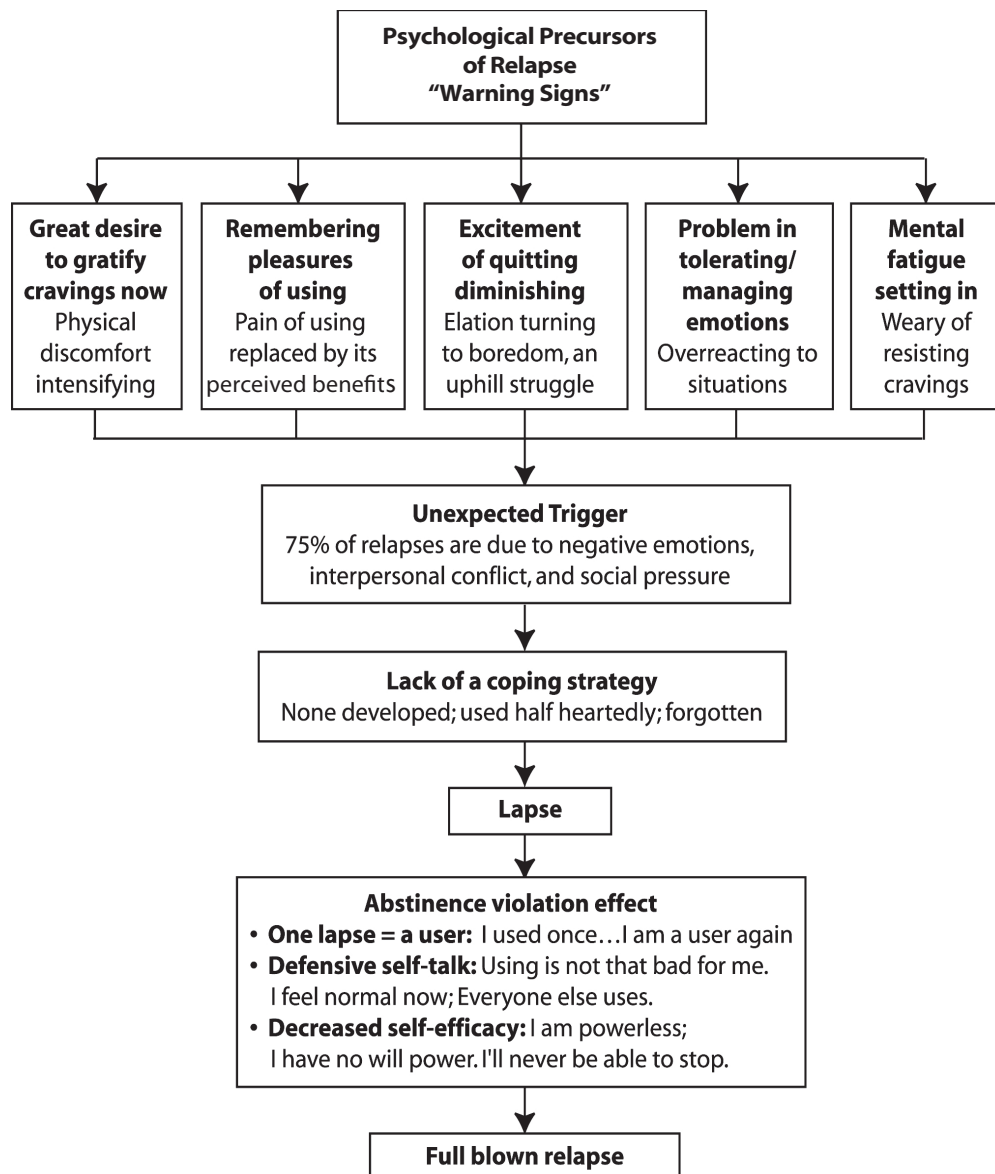 Psychological Precursors
of Relapse
“Warning Signs”
Great desire
to gratify
cravings now
Physical
discomfort
intensifying
Remembering
pleasures
of using
Pain of using
replaced by its
perceived benefits
Excitement
of quitting
diminishing
Elation turning
to boredom, an
uphill struggle
Problem in
tolerating/
managing
emotions
Overreacting to
situations
Mental
fatigue
setting in
Weary of
resisting
cravings
Unexpected Trigger
75% of relapses are due to negative emotions,
interpersonal conflict, and social pressure
Lack of a coping strategy
None developed; used half heartedly; forgotten
Lapse
Abstinence violation effect
• One lapse = a user: I used once…I am a user again
• Defensive self-talk: Using is not that bad for me.
I feel normal now; Everyone else uses.
• Decreased self-efficacy: I am powerless;
I have no will power. I'll never be able to stop.
Full blown relapse